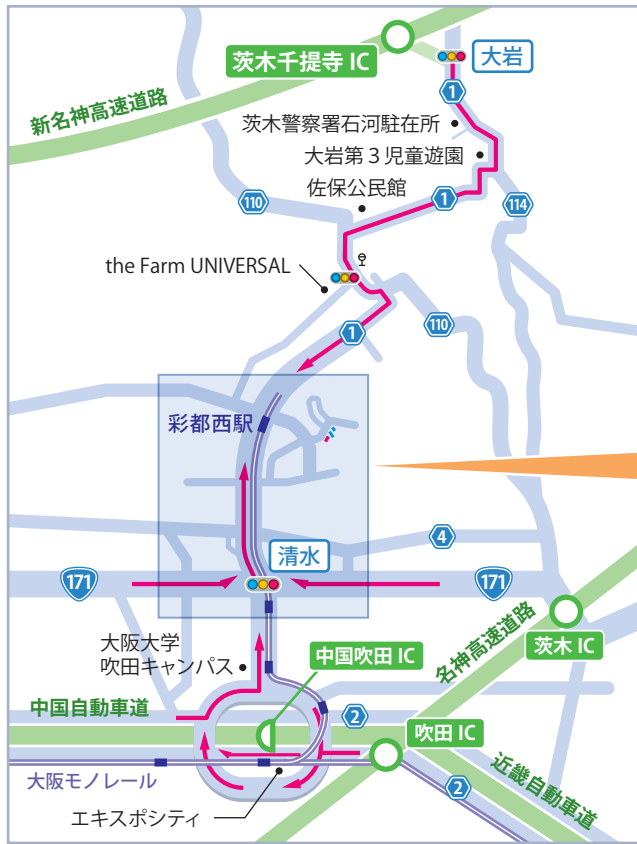 茨木千提寺 IC
大岩
新名神高速道路
1
茨木警察署石河駐在所
大岩第３児童遊園
佐保公民館
110
1
114
the Farm UNIVERSAL
1
110
彩都西駅
4
清水
171
171
大阪大学
吹田キャンパス
中国吹田 IC
名神高速道路
茨木 IC
中国自動車道
2
吹田 IC
大阪モノレール
近畿自動車道
2
エキスポシティ